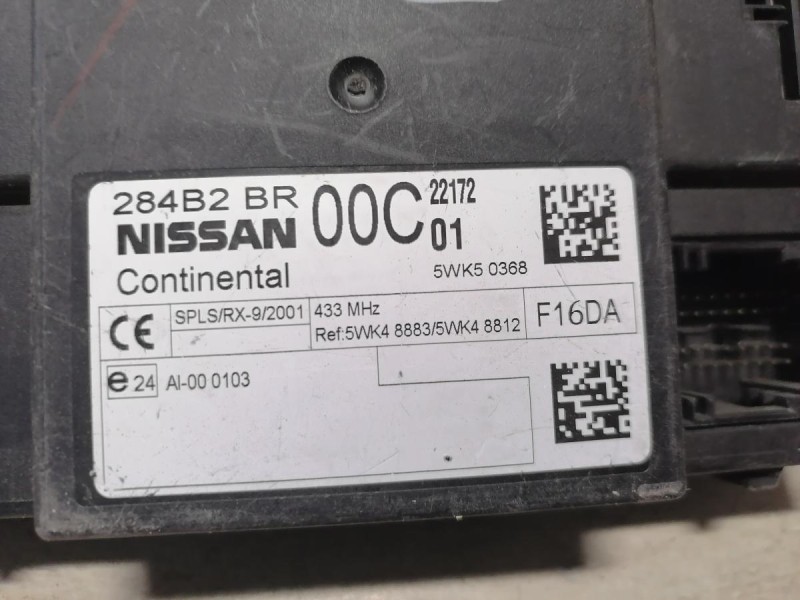 284B2 BR 00C 22172
NISSAN 01
Continental 5WK5 0368
CE SPLS/RX-9/2001 433 MHz F16DA
Ref:5WK4 8883/5WK4 8812
e 24 AI-00 0103